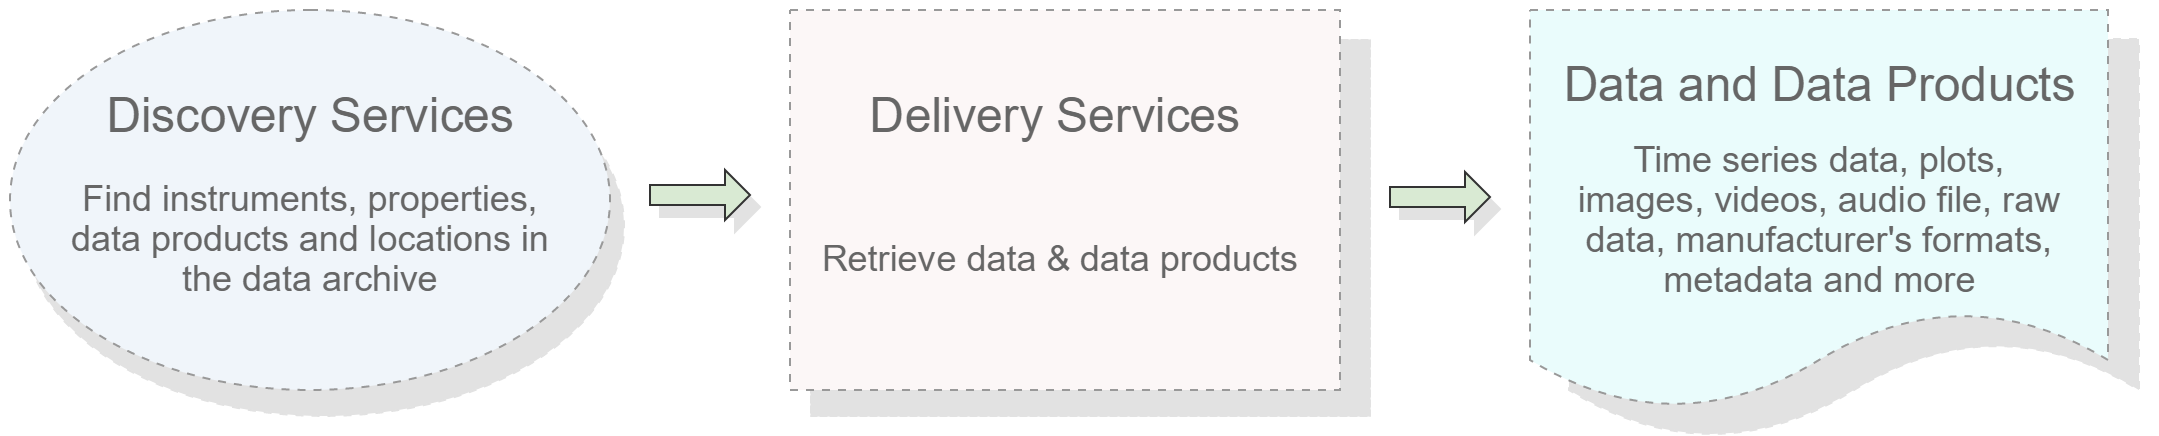 Discovery Services
Find instruments, properties,
data products and locations in
the data archive
Delivery Services
Retrieve data & data products
Data and Data Products
Time series data, plots,
images, videos, audio file, raw
data, manufacturer's formats,
metadata and more